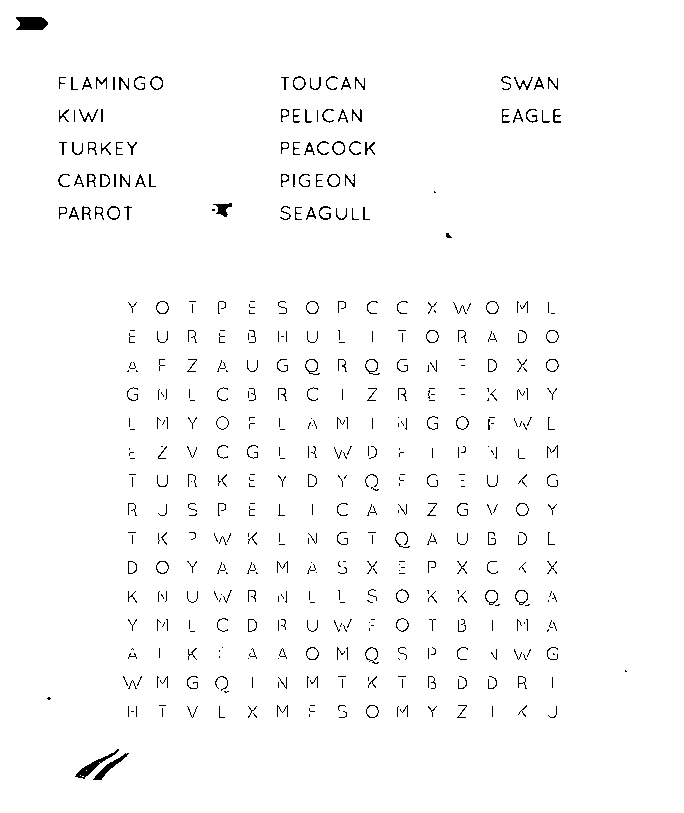 FLAMINGO TOUCAN SWAN
KIWI PELICAN EAGLE
TURKEY PEACOCK
CARDINAL PIGEON
PARROT SEAGULL
Y O T P E S O P C C X W O M L
E U R E B H U L I T O R A D O
A F Z A U G Q R Q G N F D X O
G N L C B R C I Z R E F K M Y
L M Y O F L A M I N G O F W L
E Z V C G L R W D F I P N L M
T U R K E Y D Y Q F G E U K G
R J S P E L I C A N Z G V O Y
T K P W K L N G T Q A U B D L
D O Y A A M A S X E P X C K X
K N U W R N L L S O K K Q Q A
Y M L C D R U W F O T B I M A
A I K F A A O M Q S P C N W G
W M G Q I N M T K T B D D R I
H T V L X M F S O M Y Z I K J